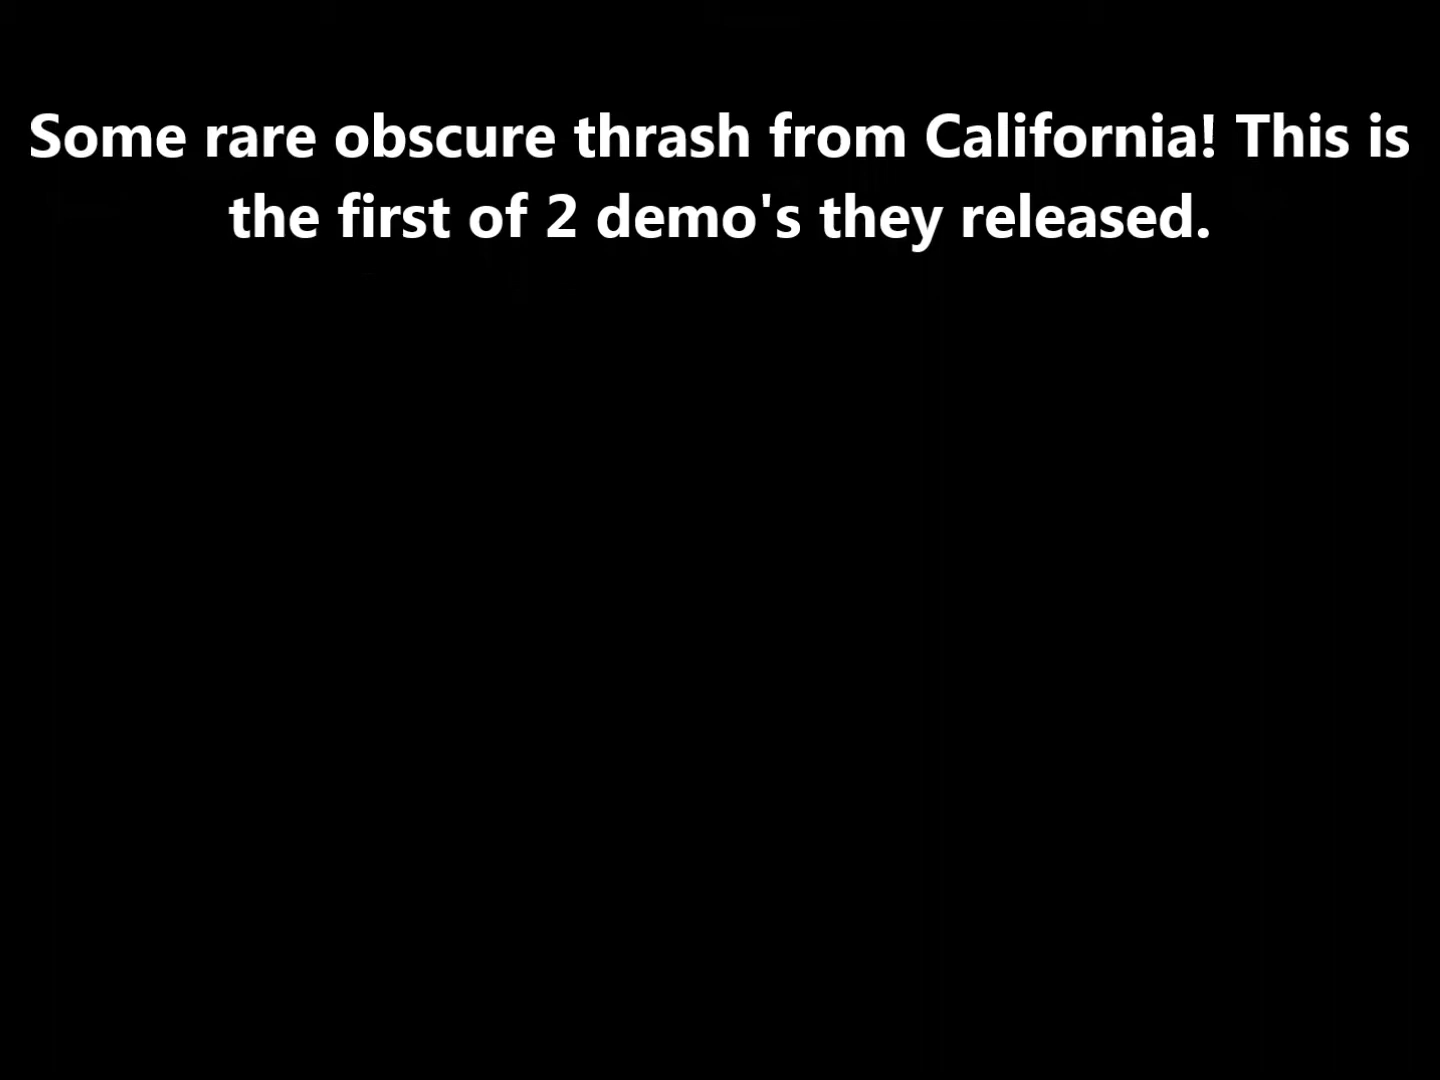 Some rare obscure thrash from California! This is
the first of 2 demo's they released.